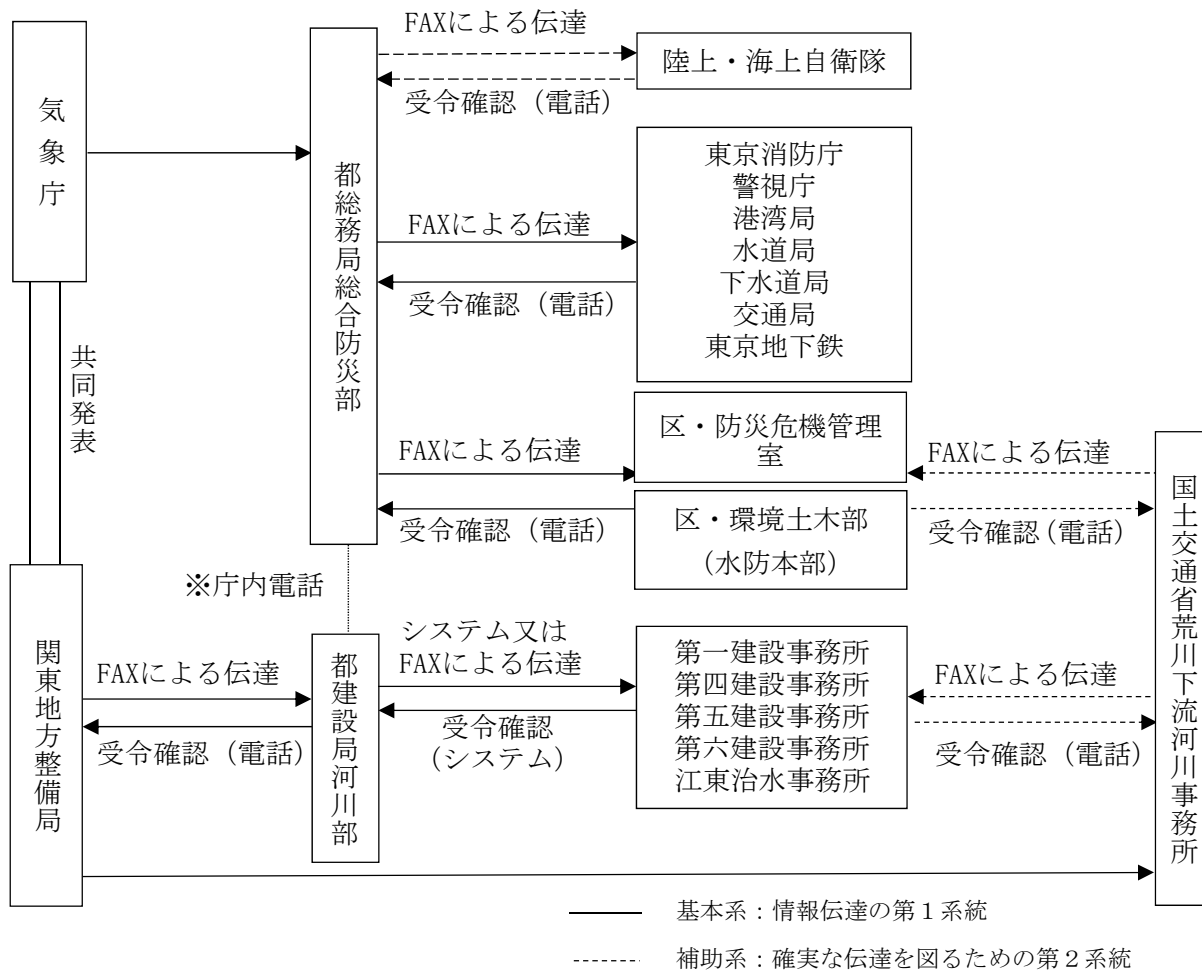 気象庁
共同発表
関東地方整備局
都総務局総合防災部
※庁内電話
都建設局河川部
FAXによる伝達
受令確認（電話）
陸上・海上自衛隊
FAXによる伝達
受令確認（電話）
東京消防庁
警視庁
港湾局
水道局
下水道局
交通局
東京地下鉄
FAXによる伝達
受令確認（電話）
区・防災危機管理
室
区・環境土木部
（水防本部）
FAXによる伝達
受令確認（電話）
FAXによる伝達
受令確認（電話）
システム又は
FAXによる伝達
受令確認
（システム）
第一建設事務所
第四建設事務所
第五建設事務所
第六建設事務所
江東治水事務所
FAXによる伝達
受令確認（電話）
国土交通省荒川下流河川事務所
基本系：情報伝達の第１系統
補助系：確実な伝達を図るための第２系統